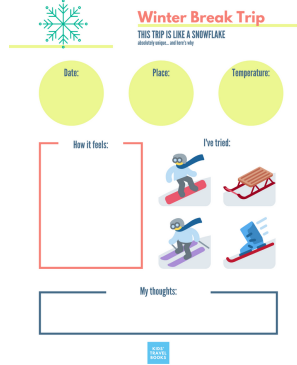 Winter Break Trip
THIS TRIP IS LIKE A SNOWFLAKE
absolutely unique... and here's why
Date:
Place:
Temperature:
How it feels:
I've tried:
My thoughts:
KIDS'
TRAVEL
BOOKS